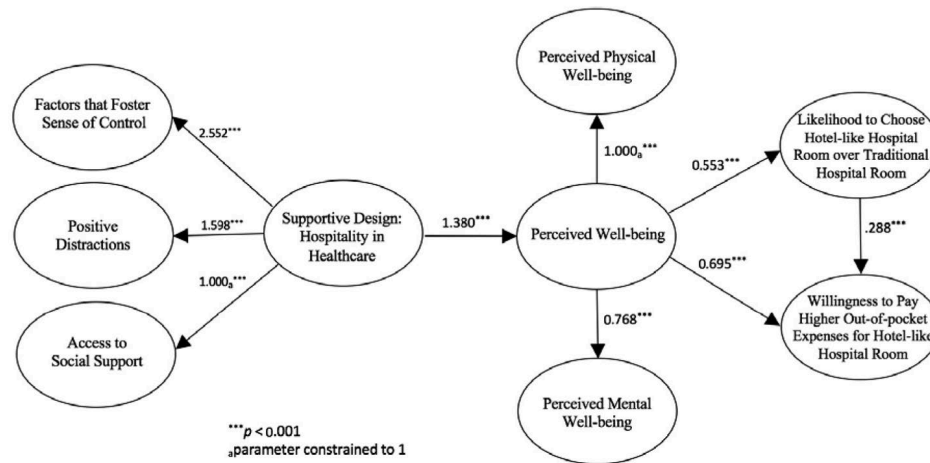 Factors that Foster
Sense of Control
2.552***
Positive
Distractions
1.598***
1.000ₐ***
Access to
Social Support
Supportive Design:
Hospitality in
Healthcare
1.380***
Perceived Physical
Well-being
1.000ₐ***
Perceived Well-being
0.768***
Perceived Mental
Well-being
0.553***
0.695***
Likelihood to Choose
Hotel-like Hospital
Room over Traditional
Hospital Room
.288***
Willingness to Pay
Higher Out-of-pocket
Expenses for Hotel-like
Hospital Room
***p < 0.001
ₐparameter constrained to 1